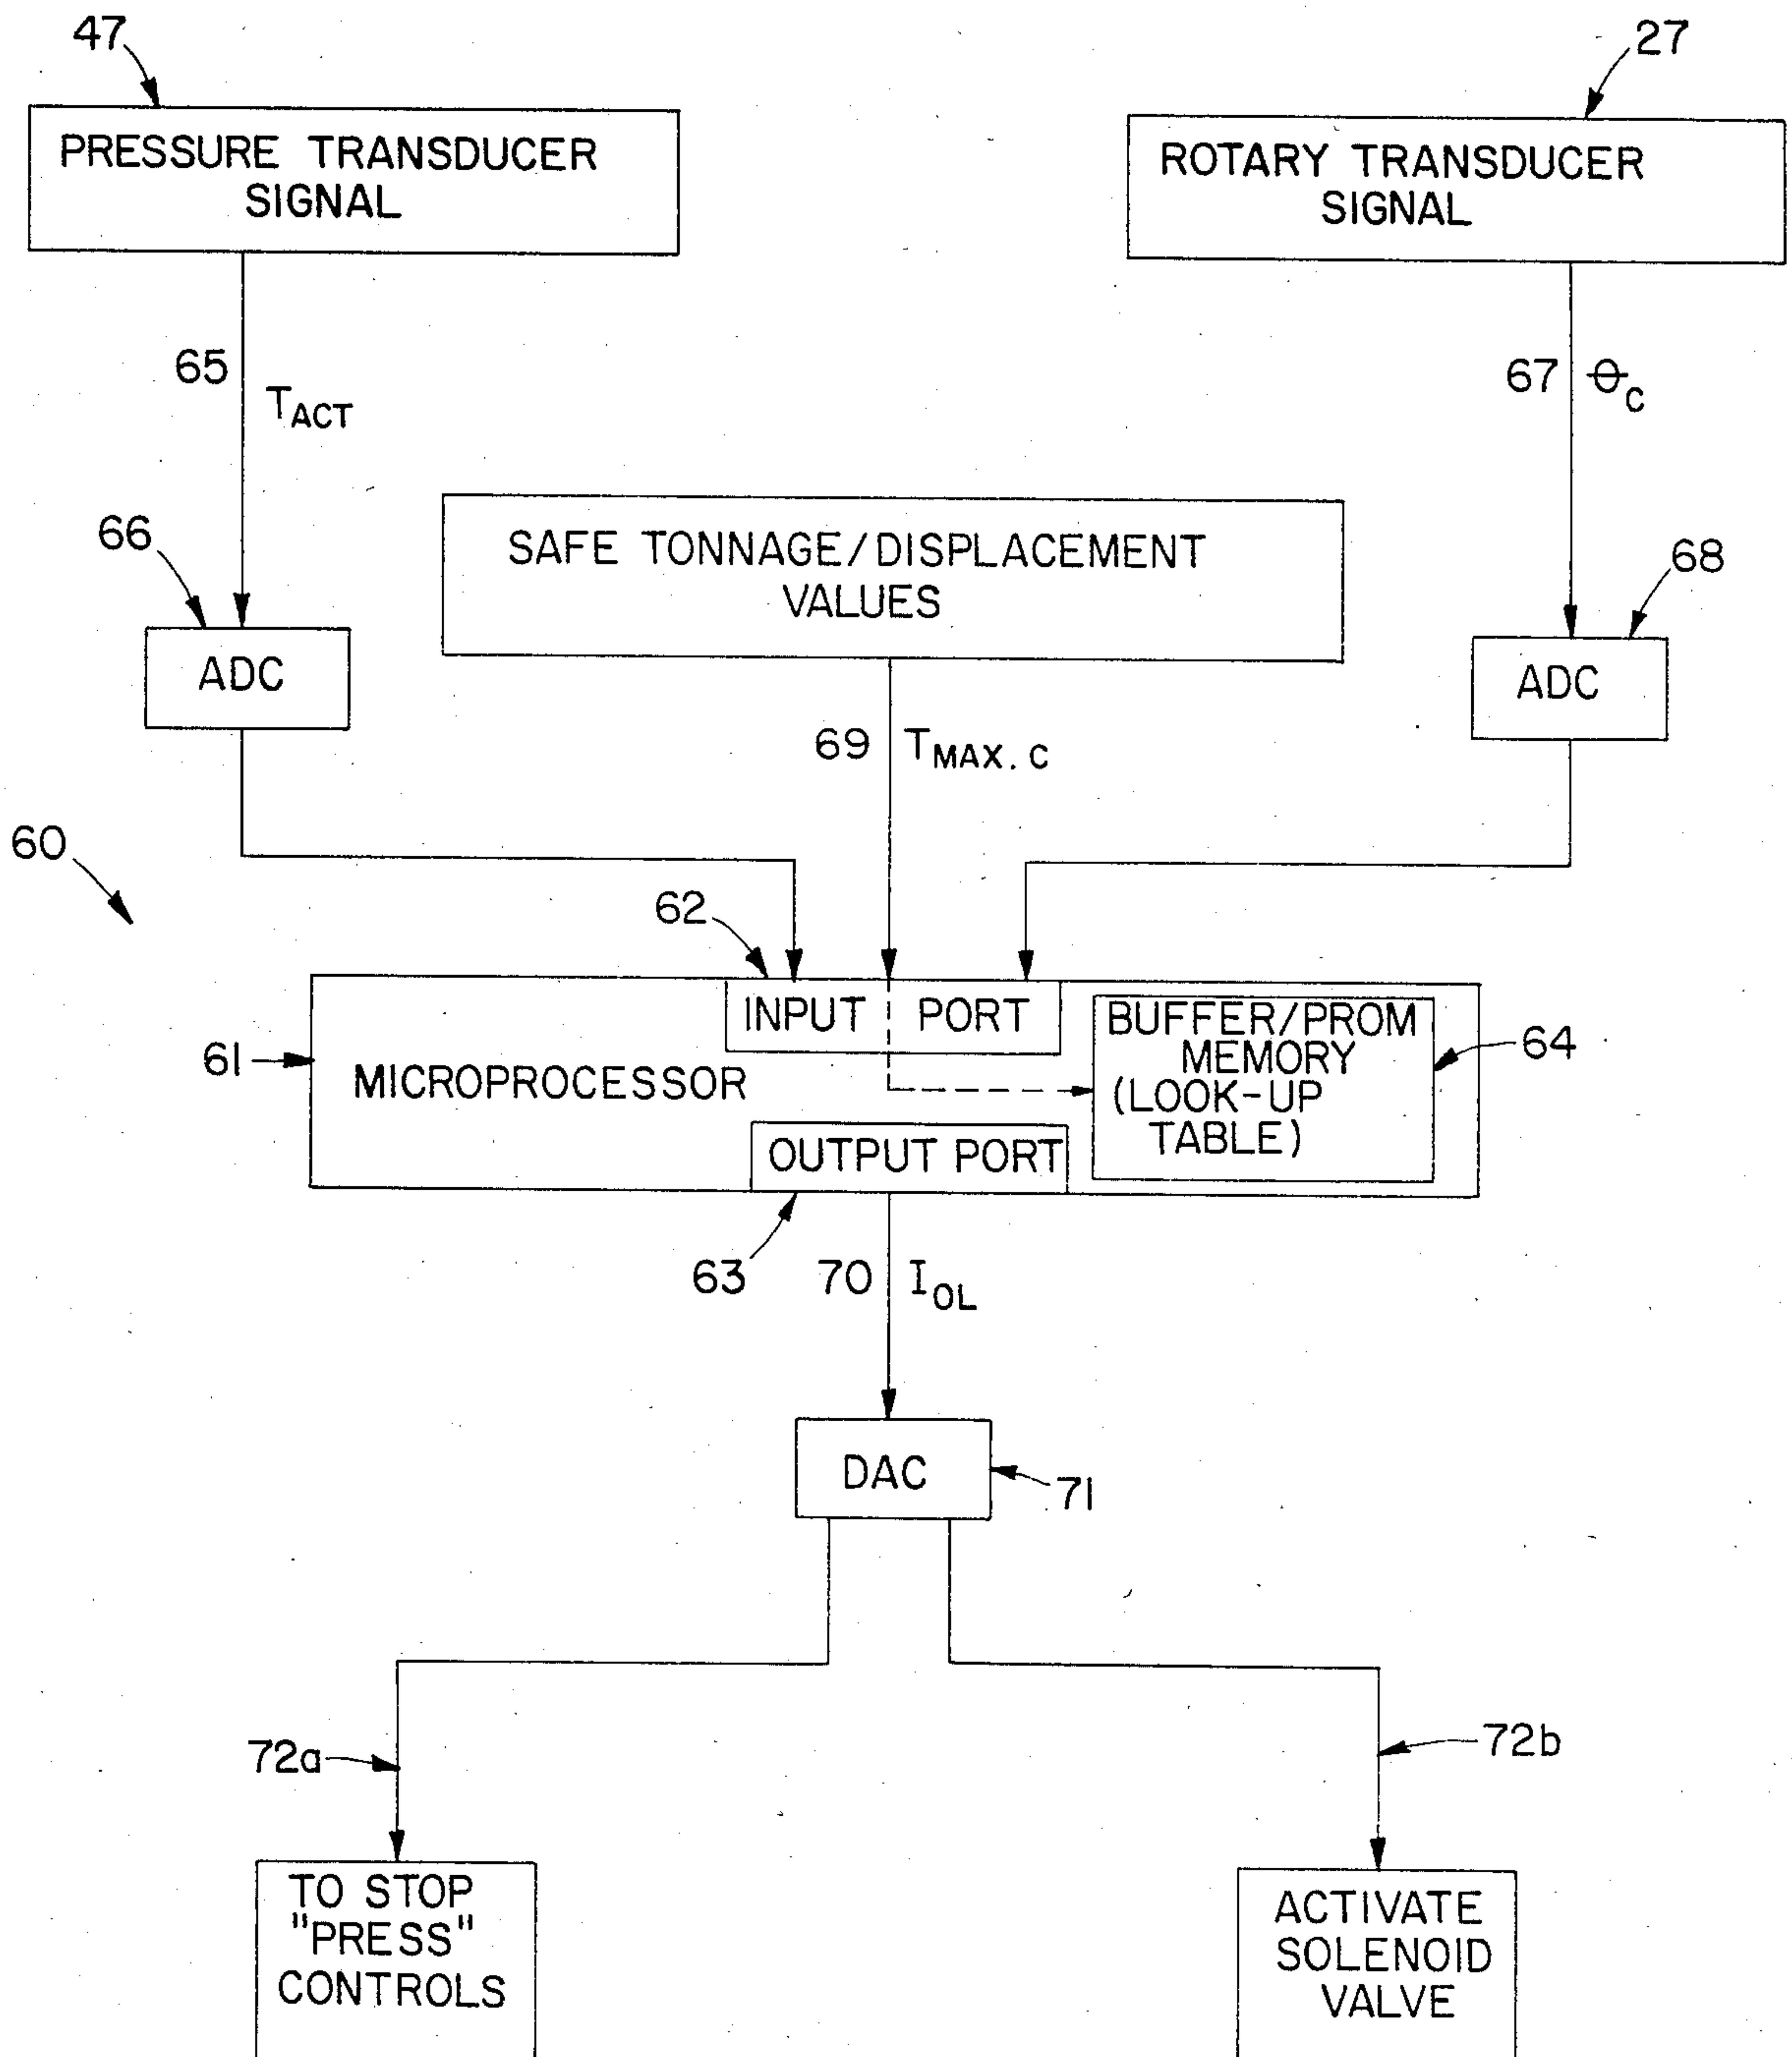 47
27
PRESSURE TRANSDUCER
SIGNAL
ROTARY TRANSDUCER
SIGNAL
65
TACT
67
θC
66
SAFE TONNAGE/DISPLACEMENT
VALUES
68
ADC
ADC
69
TMAX. C
60
62
INPUT PORT
BUFFER/PROM
MEMORY
(LOOK-UP
TABLE)
64
61
MICROPROCESSOR
OUTPUT PORT
63
70
IOL
DAC
71
72a
72b
TO STOP
"PRESS"
CONTROLS
ACTIVATE
SOLENOID
VALVE